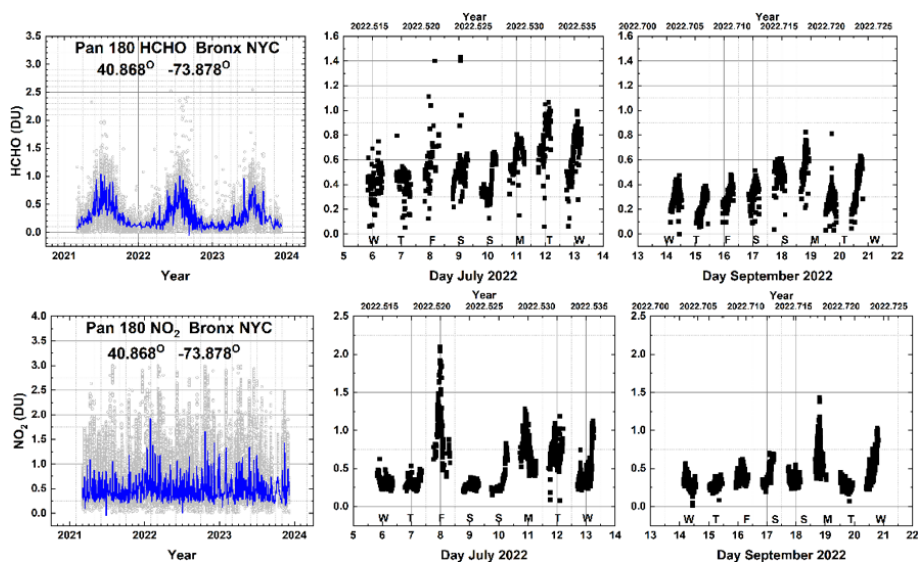 Pan 180 HCHO Bronx NYC
40.868O -73.878O
HCHO (DU)
3.5
3.0
2.5
2.0
1.5
1.0
0.5
0.0
2021 2022 2023 2024
Year
Year
2022.515 2022.520 2022.525 2022.530 2022.535
1.6
1.4
1.2
1.0
0.8
0.6
0.4
0.2
0.0
W T F S S M T W
5 6 7 8 9 10 11 12 13 14
Day July 2022
Year
2022.700 2022.705 2022.710 2022.715 2022.720 2022.725
1.6
1.4
1.2
1.0
0.8
0.6
0.4
0.2
0.0
W T F S S M T W
13 14 15 16 17 18 19 20 21 22
Day September 2022
Pan 180 NO2 Bronx NYC
40.868O -73.878O
NO2 (DU)
4.0
3.5
3.0
2.5
2.0
1.5
1.0
0.5
0.0
2021 2022 2023 2024
Year
Year
2022.515 2022.520 2022.525 2022.530 2022.535
2.5
2.0
1.5
1.0
0.5
0.0
W T F S S M T W
5 6 7 8 9 10 11 12 13 14
Day July 2022
Year
2022.700 2022.705 2022.710 2022.715 2022.720 2022.725
2.5
2.0
1.5
1.0
0.5
0.0
W T F S S M T W
13 14 15 16 17 18 19 20 21 22
Day September 2022